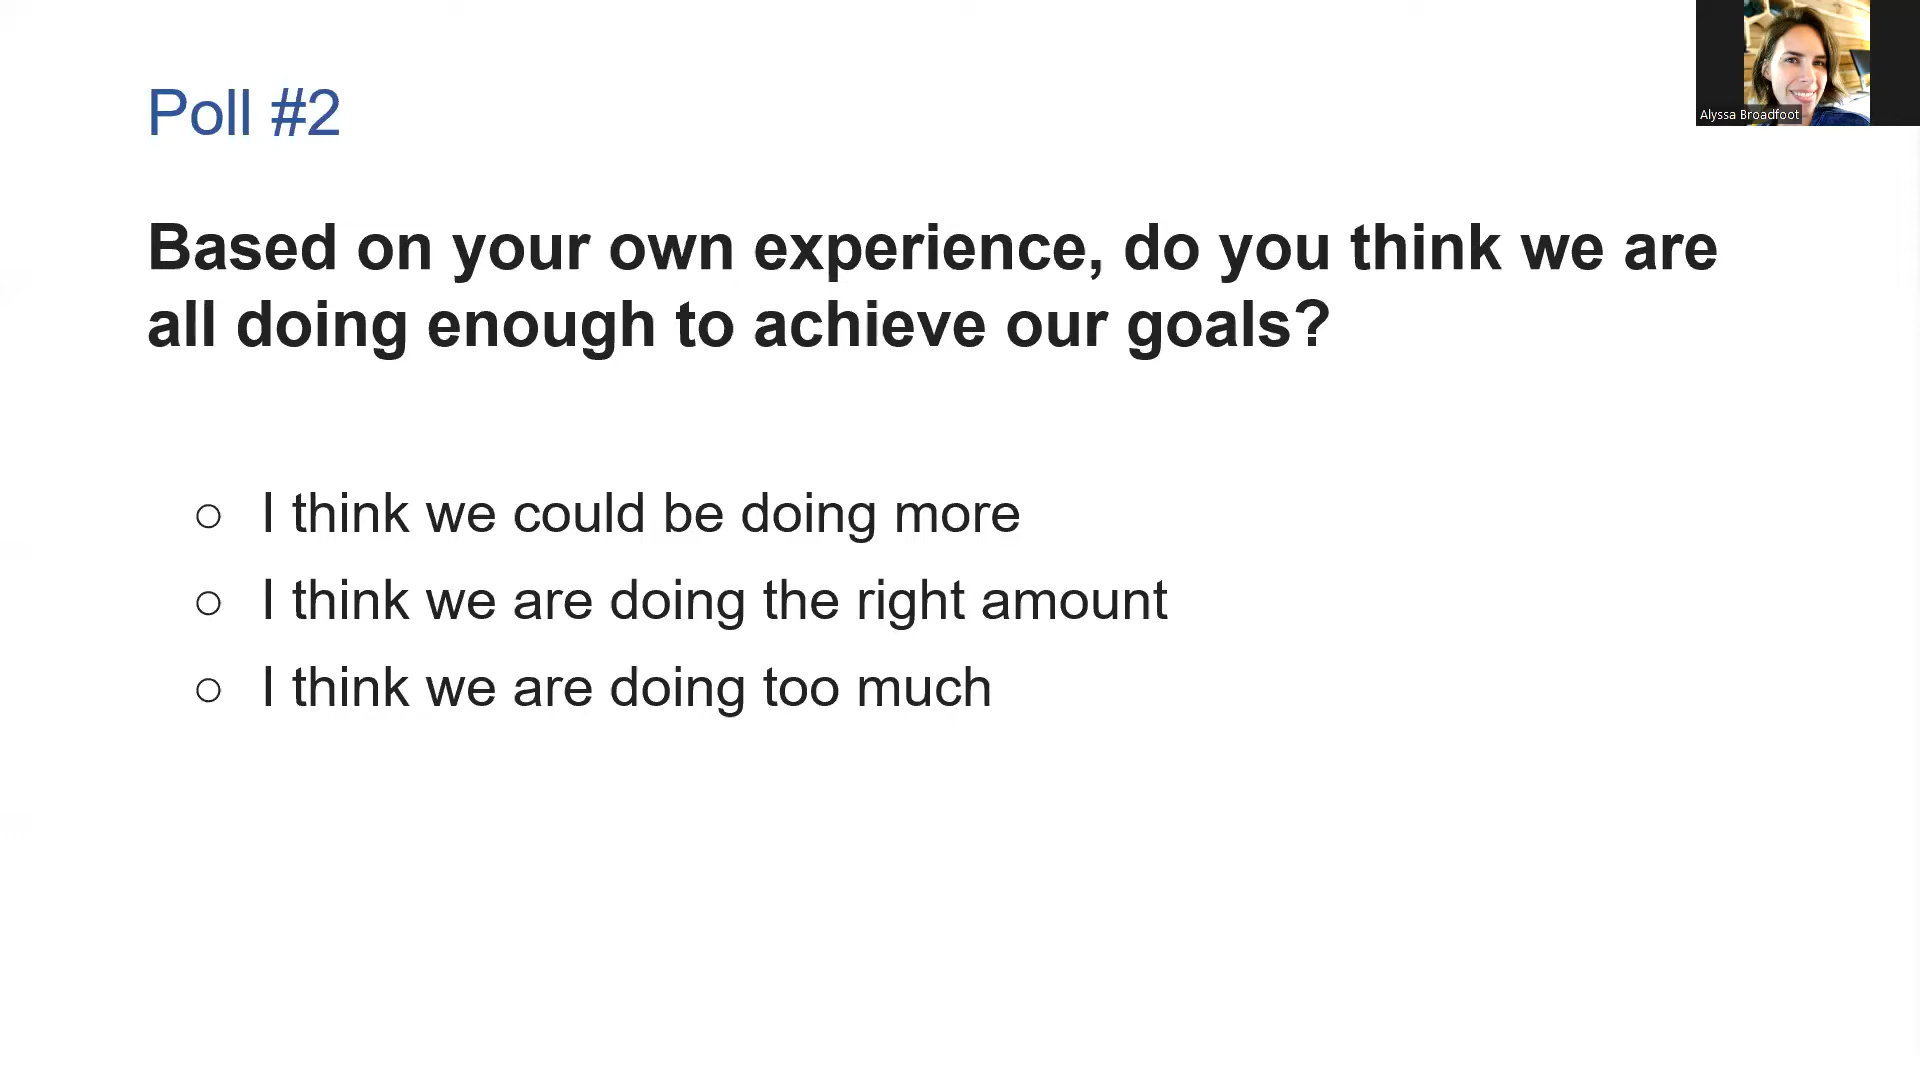 Poll #2
Alyssa Broadfoot
Based on your own experience, do you think we are
all doing enough to achieve our goals?
○ I think we could be doing more
○ I think we are doing the right amount
○ I think we are doing too much